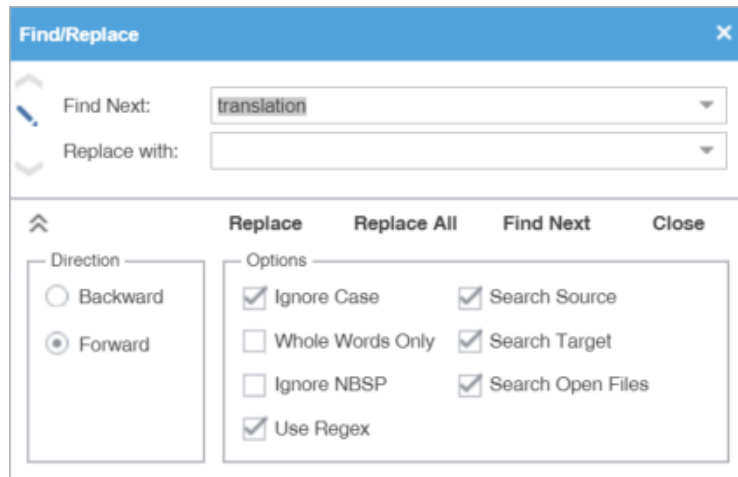 Find/Replace
Find Next: translation
Replace with:
Replace Replace All Find Next Close
Direction Options
Backward Ignore Case Search Source
Forward Whole Words Only Search Target
Ignore NBSP Search Open Files
Use Regex